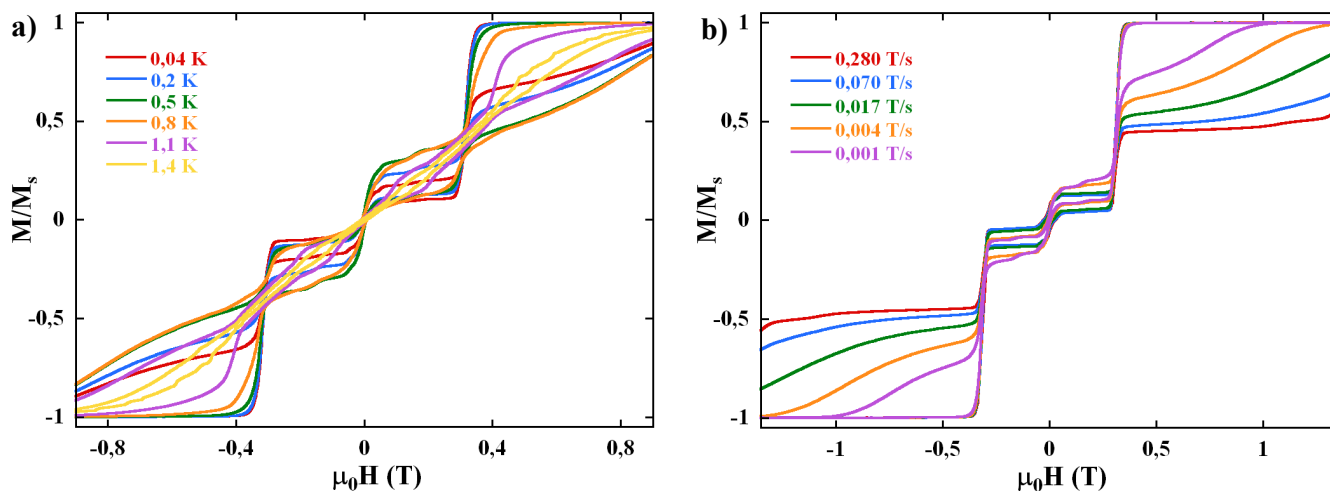 a)
0,04 K
0,2 K
0,5 K
0,8 K
1,1 K
1,4 K
M/Ms
1
0,5
0
-0,5
-1
-0,8
-0,4
0
0,4
0,8
μ0H (T)
b)
0,280 T/s
0,070 T/s
0,017 T/s
0,004 T/s
0,001 T/s
M/Ms
1
0,5
0
-0,5
-1
-1
-0,5
0
0,5
1
μ0H (T)